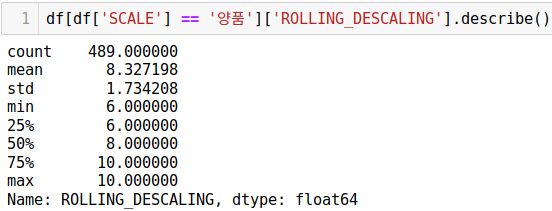 1 df[df['SCALE'] == '양품']['ROLLING_DESCALING'].describe()
count    489.000000
mean       8.327198
std        1.734208
min        6.000000
25%        6.000000
50%        8.000000
75%       10.000000
max       10.000000
Name: ROLLING_DESCALING, dtype: float64